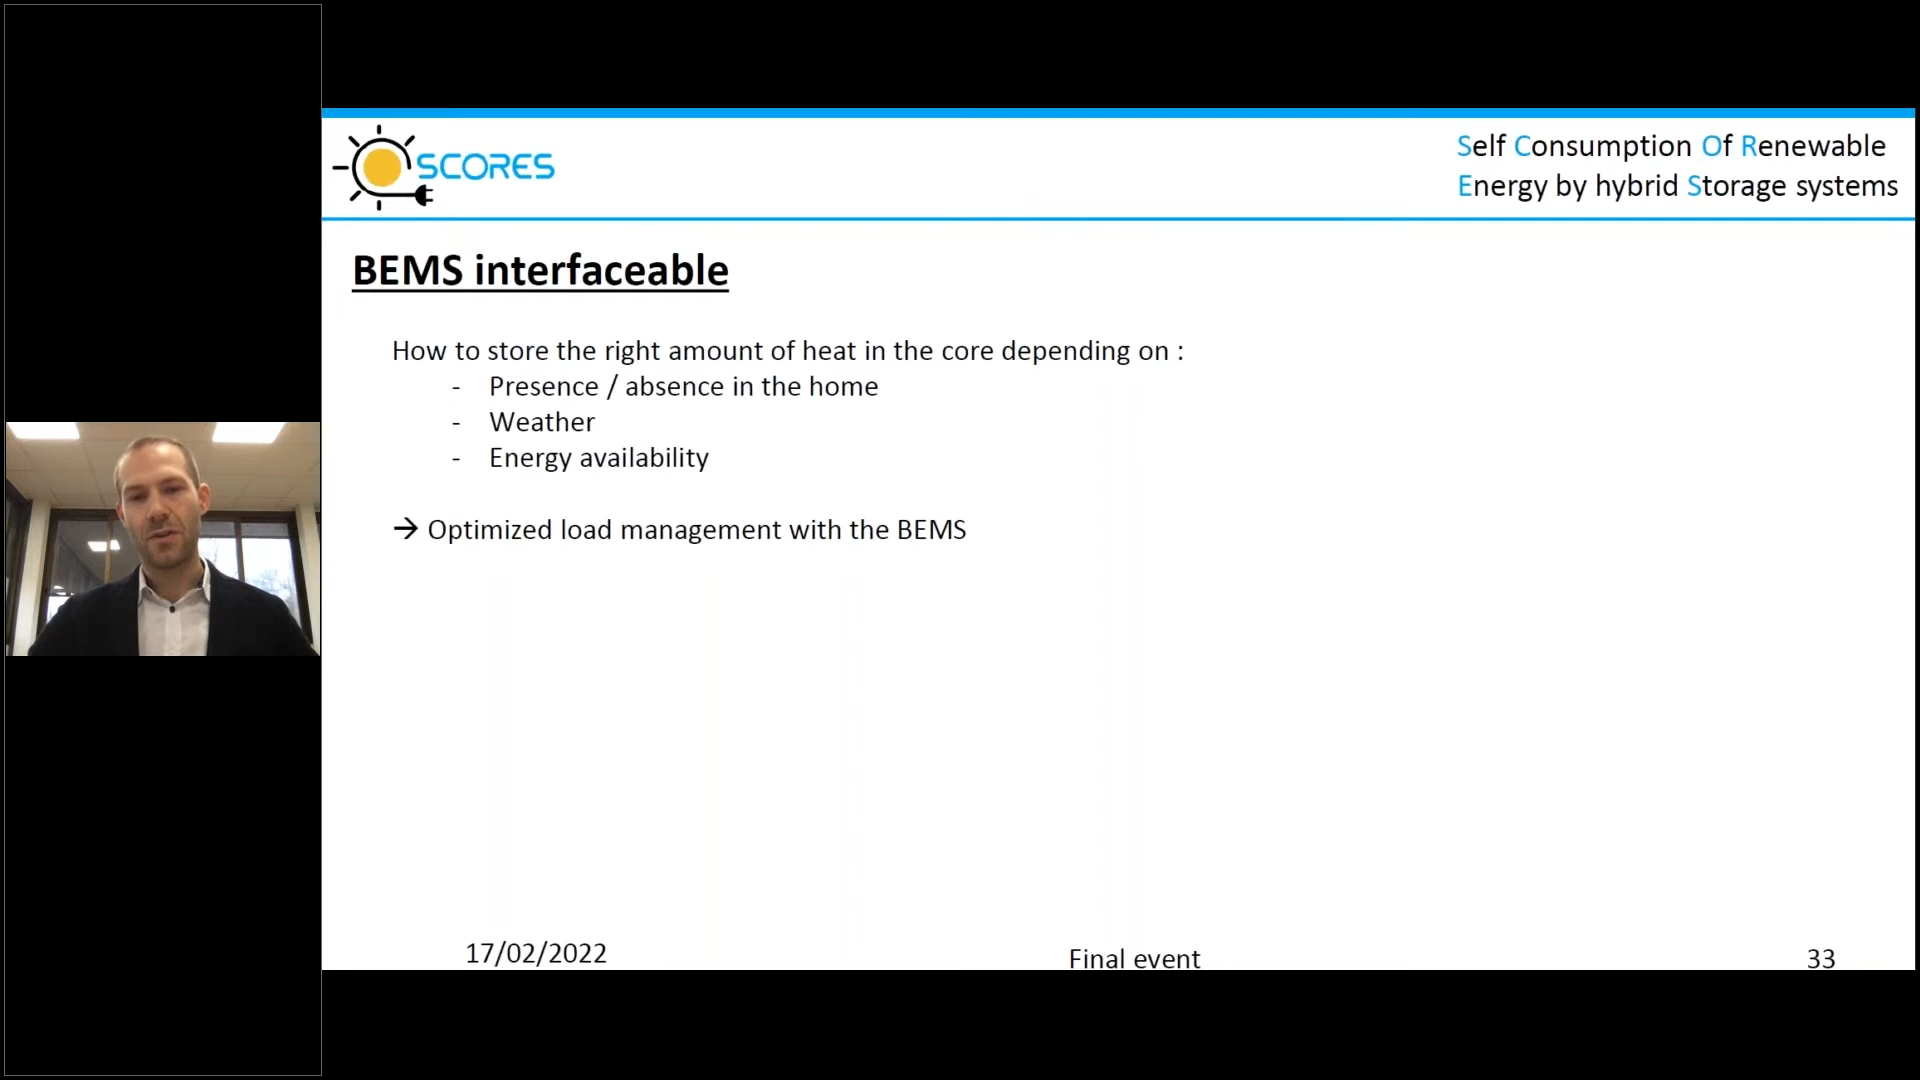 SCORES
Self Consumption Of Renewable
Energy by hybrid Storage systems
BEMS interfaceable
How to store the right amount of heat in the core depending on :
- Presence / absence in the home
- Weather
- Energy availability
→ Optimized load management with the BEMS
17/02/2022
Final event
33